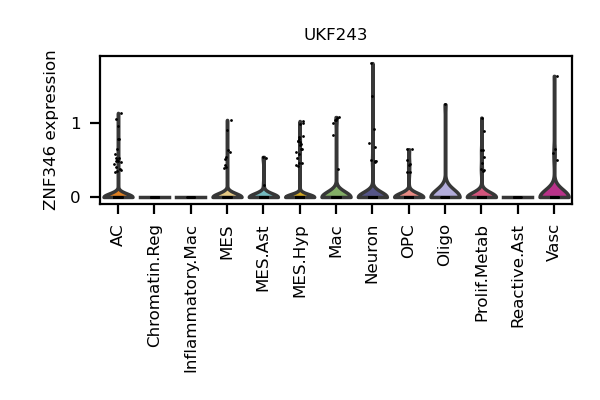 UKF243
ZNF346 expression
1
0
AC
Chromatin.Reg
Inflammatory.Mac
MES
MES.Ast
MES.Hyp
Mac
Neuron
OPC
Oligo
Prolif.Metab
Reactive.Ast
Vasc